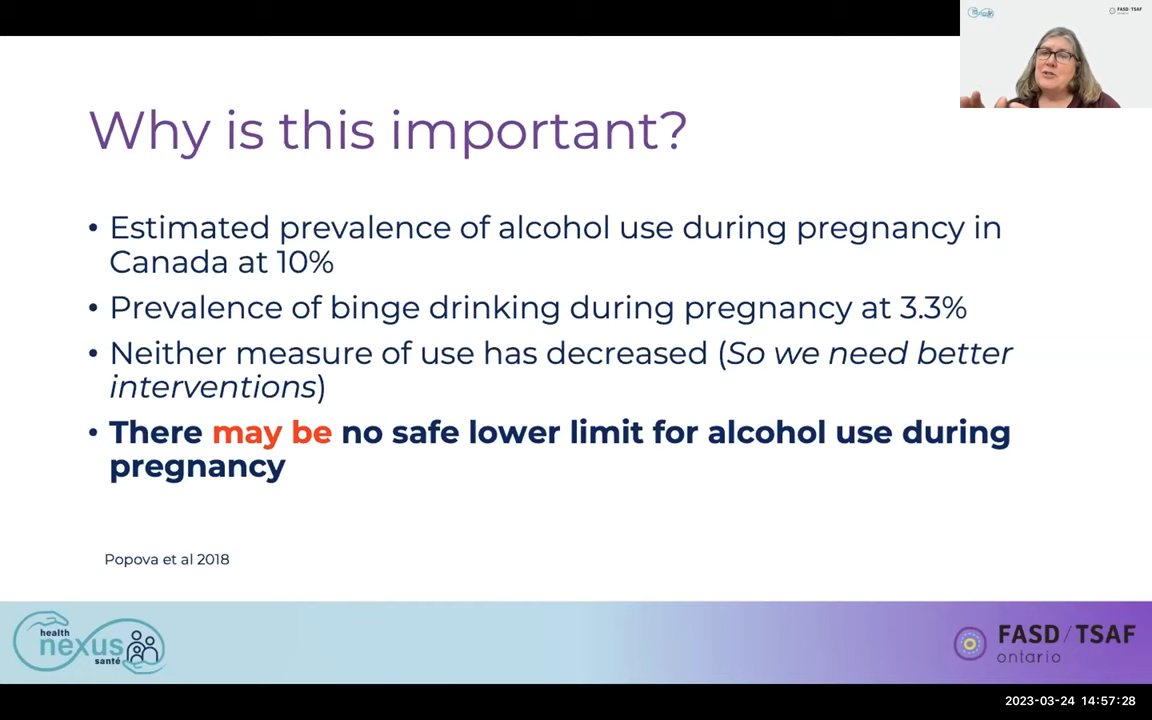 FASD / TSAF
Why is this important?
• Estimated prevalence of alcohol use during pregnancy in
Canada at 10%
• Prevalence of binge drinking during pregnancy at 3.3%
• Neither measure of use has decreased (So we need better
interventions)
• There may be no safe lower limit for alcohol use during
pregnancy
Popova et al 2018
health
nexus
santé
FASD / TSAF
ontario
2023-03-24 14:57:28